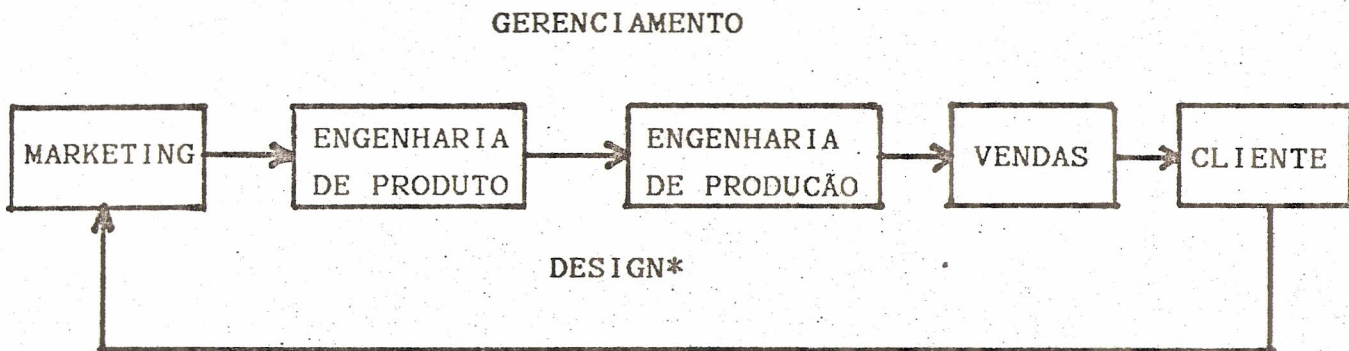 GERENCIAMENTO
MARKETING
ENGENHARIA
DE PRODUTO
ENGENHARIA
DE PRODUCÃO
VENDAS
CLIENTE
DESIGN*